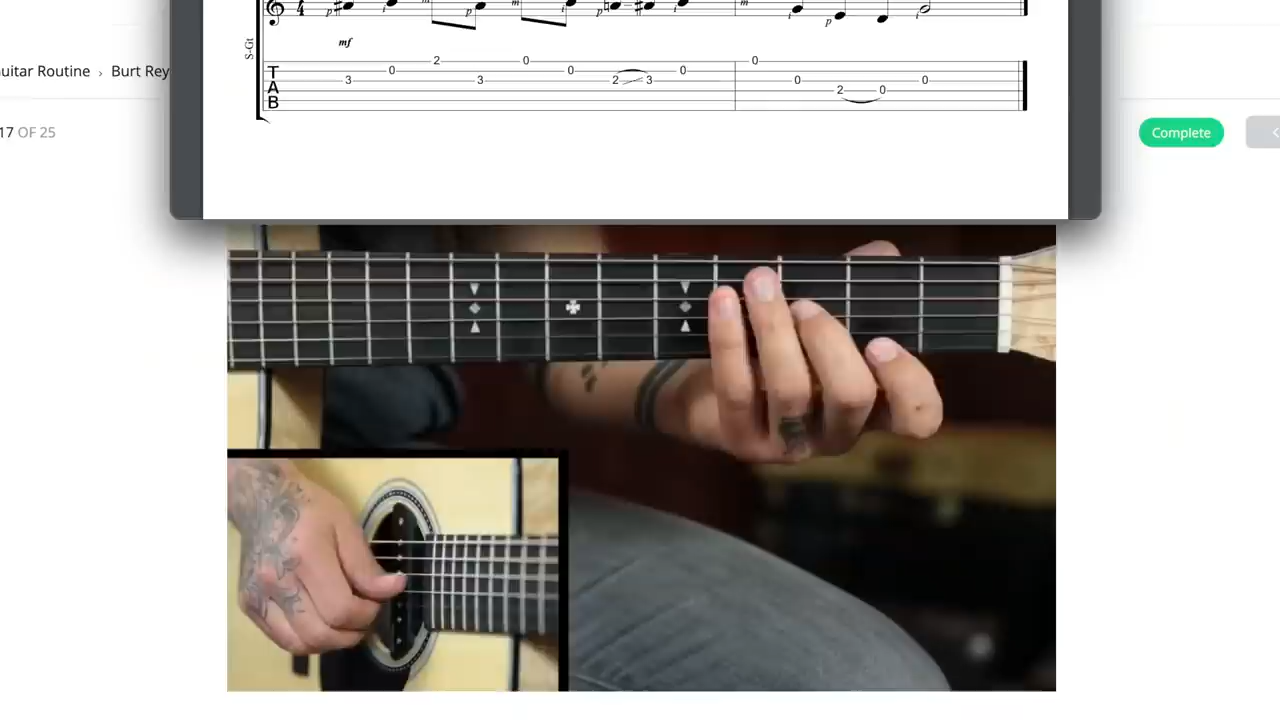 4
p i m p m i p i m i p i
mf
S-Gt
2 0 0
uitar Routine › Burt Rey
T 0 0 0
A 3 3 2 3 0 0
B 2 0
17 OF 25
Complete